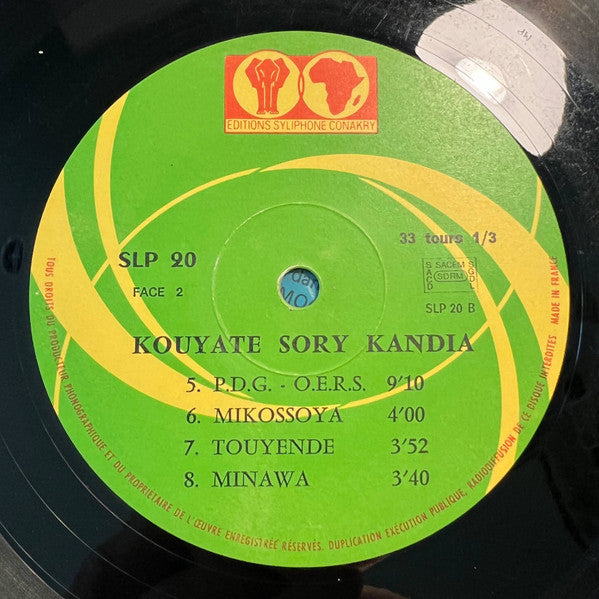 EDITIONS SYLIPHONE CONAKRY
SLP 20
FACE 2
33 tours 1/3
SACD
SACEM
SDRM
SGDL
SLP 20 B
KOUYATE SORY KANDIA
5. P.D.G. - O.E.R.S. 9'10
6. MIKOSSOYA 4'00
7. TOUYENDE 3'52
8. MINAWA 3'40
TOUS DROITS DU PRODUCTEUR PHONOGRAPHIQUE ET DU PROPRIETAIRE DE L'ŒUVRE ENREGISTRÉE RÉSERVÉS. DUPLICATION EXÉCUTION PUBLIQUE, RADIODIFFUSION DE CE DISQUE INTERDITES MADE IN FRANCE